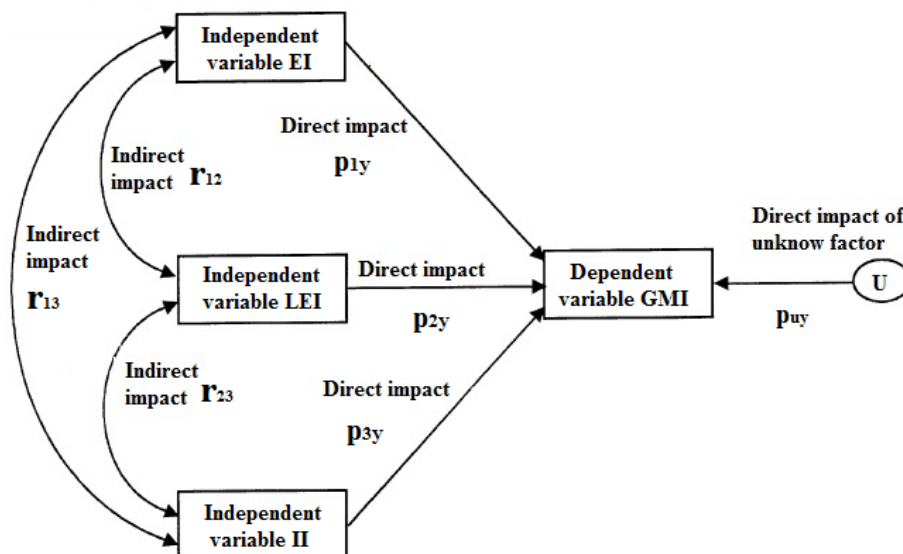 Independent
variable EI
Direct impact
p1y
Indirect
impact r12
Indirect
impact
r13
Independent
variable LEI
Direct impact
p2y
Dependent
variable GMI
Direct impact of
unknow factor
U
puy
Indirect
impact r23
Direct impact
p3y
Independent
variable II